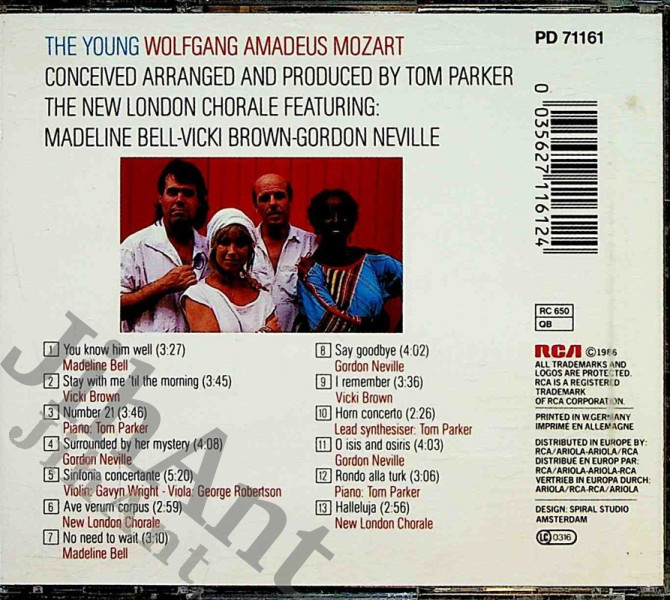 THE YOUNG WOLFGANG AMADEUS MOZART
CONCEIVED ARRANGED AND PRODUCED BY TOM PARKER
THE NEW LONDON CHORALE FEATURING:
MADELINE BELL-VICKI BROWN-GORDON NEVILLE
PD 71161
0 035627 116124
RC 650
QB
1 You know him well (3:27)
Madeline Bell
2 Stay with me 'til the morning (3:45)
Vicki Brown
3 Number 21 (3:46)
Piano: Tom Parker
4 Surrounded by her mystery (4:08)
Gordon Neville
5 Sinfonia concertante (5:20)
Violin: Gavyn Wright - Viola: George Robertson
6 Ave verum corpus (2:59)
New London Chorale
7 No need to wait (3:10)
Madeline Bell
8 Say goodbye (4:02)
Gordon Neville
9 I remember (3:36)
Vicki Brown
10 Horn concerto (2:26)
Lead synthesiser: Tom Parker
11 O isis and osiris (4:03)
Gordon Neville
12 Rondo alla turk (3:06)
Piano: Tom Parker
13 Halleluja (2:56)
New London Chorale
RCA ©1986
ALL TRADEMARKS AND
LOGOS ARE PROTECTED.
RCA IS A REGISTERED
TRADEMARK
OF RCA CORPORATION.
PRINTED IN W.GERMANY
IMPRIMÉ EN ALLEMAGNE
DISTRIBUTED IN EUROPE BY:
RCA/ARIOLA-ARIOLA/RCA
DISTRIBUÉ EN EUROP PAR:
RCA/ARIOLA-ARIOLA-RCA
VERTRIEB IN EUROPA DURCH:
ARIOLA/RCA-RCA/ARIOLA
DESIGN: SPIRAL STUDIO
AMSTERDAM
LC 0316
JihAnt
JihAnt